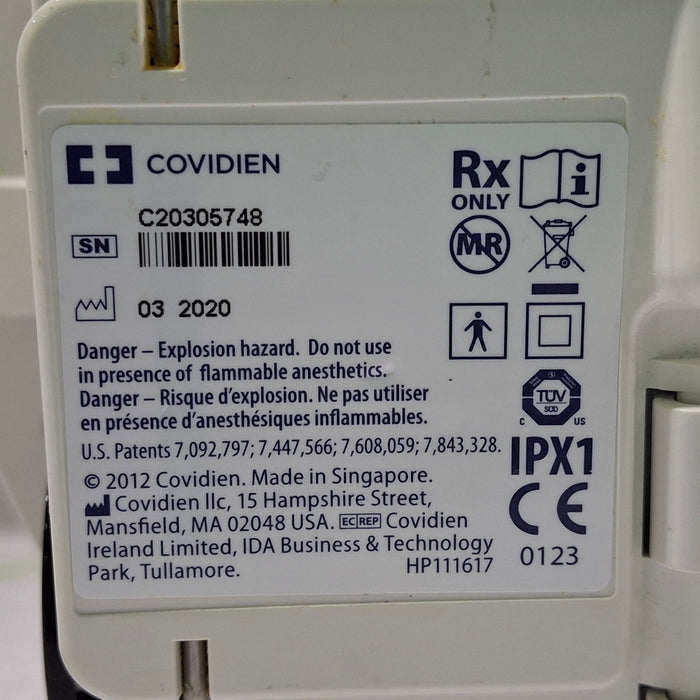 COVIDIEN
Rx
ONLY
i
C20305748
SN
MR
03 2020
Danger – Explosion hazard. Do not use
in presence of flammable anesthetics.
Danger – Risque d'explosion. Ne pas utiliser
en présence d'anesthésiques inflammables.
TÜV
SÜD
C US
U.S. Patents 7,092,797; 7,447,566; 7,608,059; 7,843,328.
IPX1
© 2012 Covidien. Made in Singapore.
Covidien llc, 15 Hampshire Street,
Mansfield, MA 02048 USA. EC REP Covidien
Ireland Limited, IDA Business & Technology
Park, Tullamore.
HP111617
CE
0123